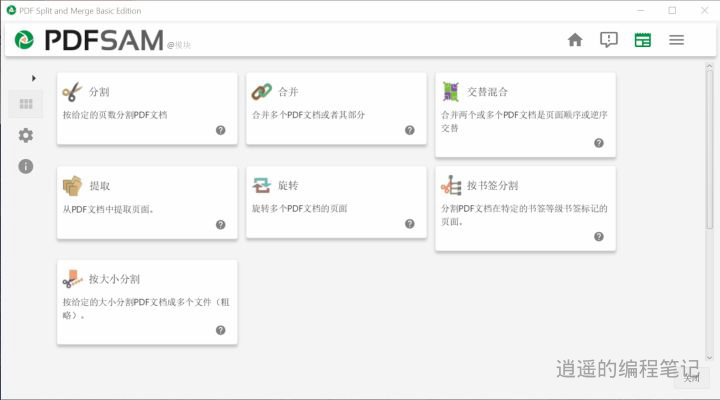 PDF Split and Merge Basic Edition
PDFSAM @模块
分割
按给定的页数分割PDF文档
合并
合并多个PDF文档或者其部分
交替混合
合并两个或多个PDF文档是页面顺序或逆序
交替
提取
从PDF文档中提取页面。
旋转
旋转多个PDF文档的页面
按书签分割
分割PDF文档在特定的书签等级书签标记的
页面。
按大小分割
按给定的大小分割PDF文档成多个文件（粗
略）。
逍遥的编程笔记
关闭